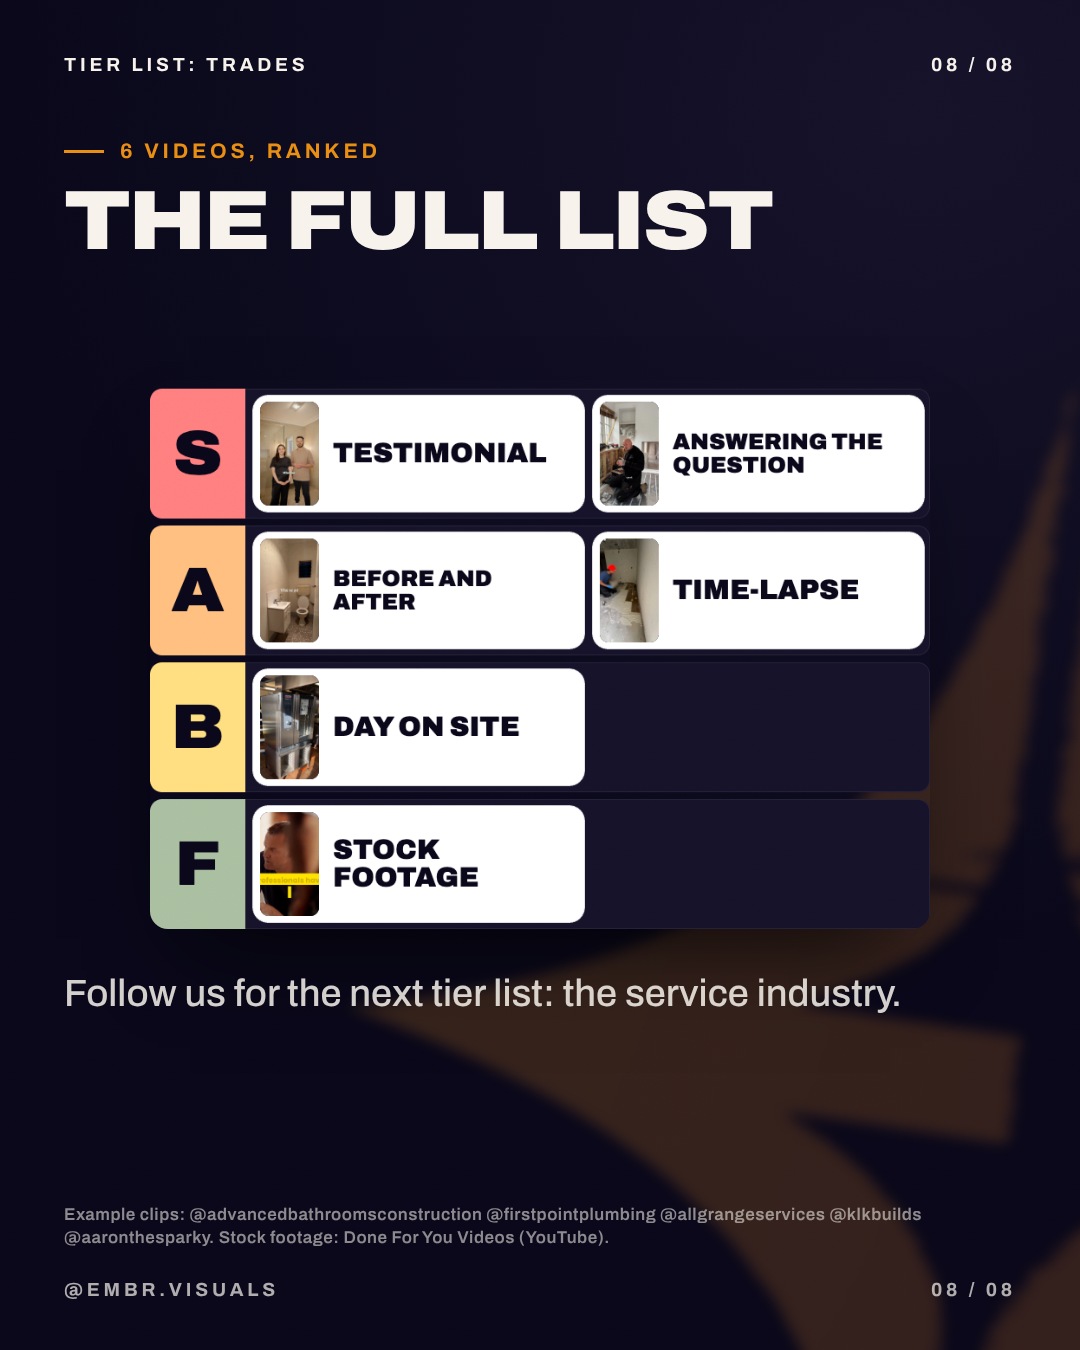 TIER LIST: TRADES
08 / 08
6 VIDEOS, RANKED
THE FULL LIST
S
TESTIMONIAL
ANSWERING THE
QUESTION
A
BEFORE AND
AFTER
TIME-LAPSE
B
DAY ON SITE
F
STOCK
FOOTAGE
Follow us for the next tier list: the service industry.
Example clips: @advancedbathroomsconstruction @firstpointplumbing @allgrangeservices @klkbuilds
@aaronthesparky. Stock footage: Done For You Videos (YouTube).
@EMBR.VISUALS
08 / 08